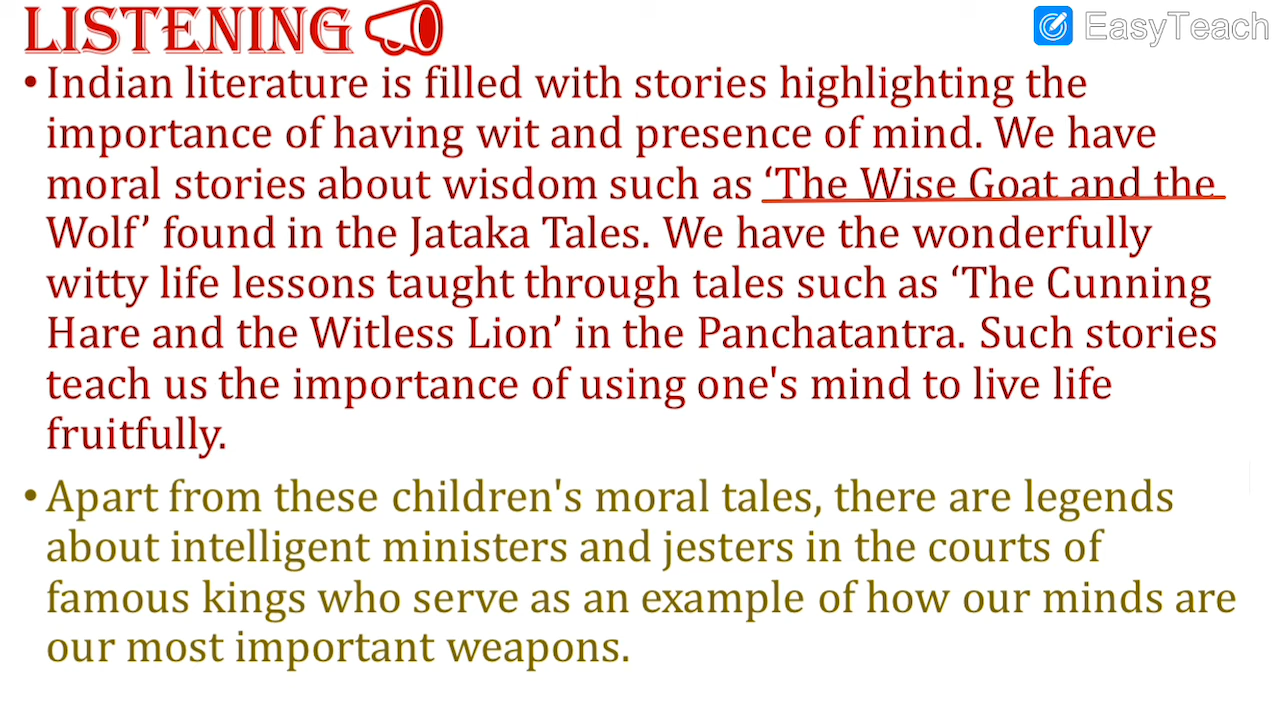 LISTENING
EasyTeach
• Indian literature is filled with stories highlighting the
importance of having wit and presence of mind. We have
moral stories about wisdom such as ‘The Wise Goat and the
Wolf’ found in the Jataka Tales. We have the wonderfully
witty life lessons taught through tales such as ‘The Cunning
Hare and the Witless Lion’ in the Panchatantra. Such stories
teach us the importance of using one's mind to live life
fruitfully.
• Apart from these children's moral tales, there are legends
about intelligent ministers and jesters in the courts of
famous kings who serve as an example of how our minds are
our most important weapons.